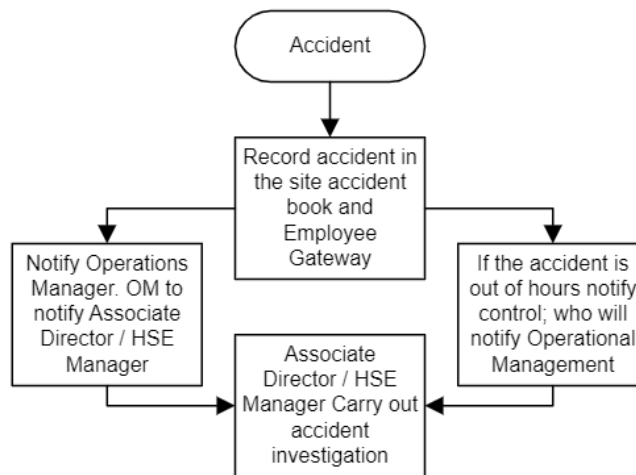 Accident
Record accident in
the site accident
book and
Employee
Gateway
Notify Operations
Manager. OM to
notify Associate
Director / HSE
Manager
If the accident is
out of hours notify
control; who will
notify Operational
Management
Associate
Director / HSE
Manager Carry out
accident
investigation